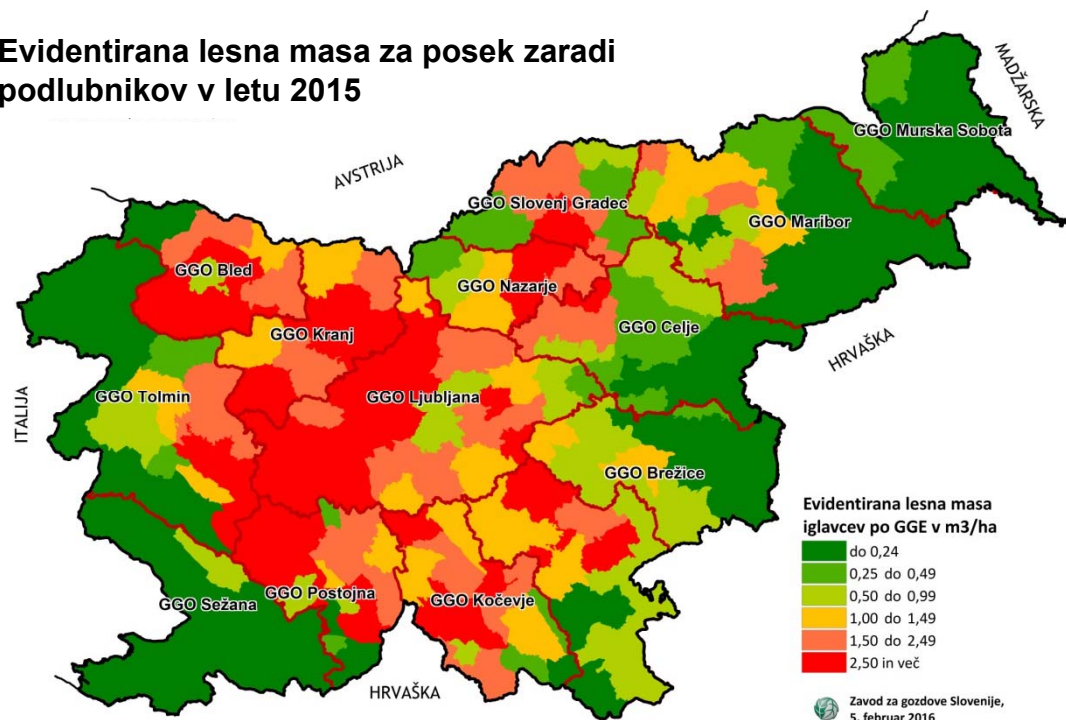 Evidentirana lesna masa za posek zaradi
podlubnikov v letu 2015
MADŽARSKA
GGO Murska Sobota
AVSTRIJA
GGO Slovenj Gradec
GGO Maribor
GGO Bled
GGO Nazarje
GGO Kranj
GGO Celje
HRVAŠKA
ITALIJA
GGO Tolmin
GGO Ljubljana
GGO Brežice
GGO Sežana
GGO Postojna
GGO Kočevje
HRVAŠKA
Evidentirana lesna masa
iglavcev po GGE v m3/ha
do 0,24
0,25 do 0,49
0,50 do 0,99
1,00 do 1,49
1,50 do 2,49
2,50 in več
Zavod za gozdove Slovenije,
5. februar 2016